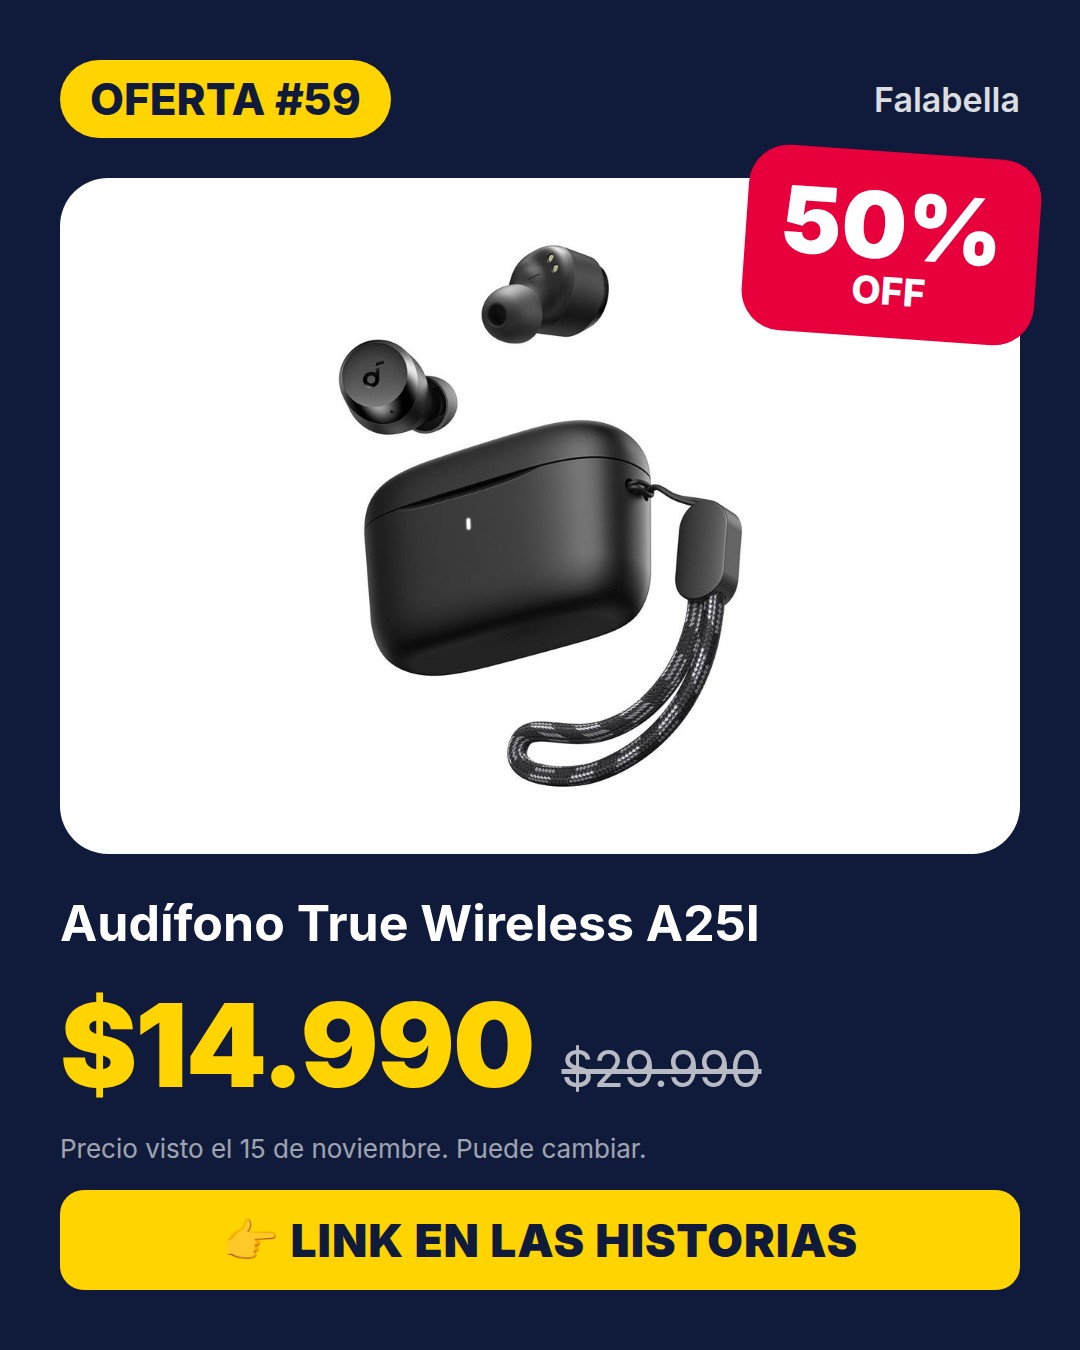 OFERTA #59
Falabella
50%
OFF
Audífono True Wireless A25I
$14.990 $29.990
Precio visto el 15 de noviembre. Puede cambiar.
👉 LINK EN LAS HISTORIAS